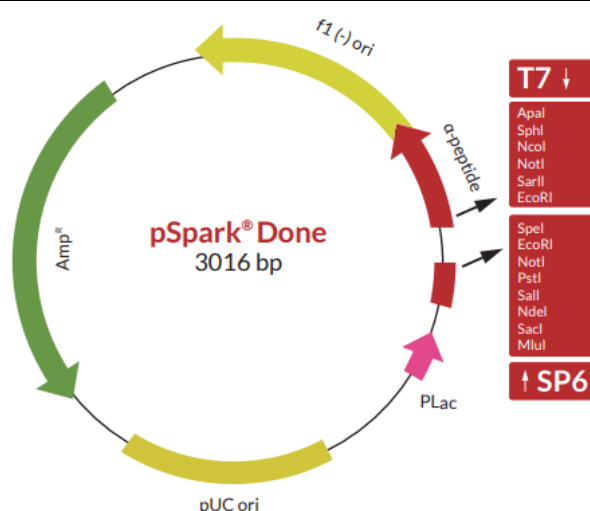 f1 (-) ori
α-peptide
T7 ↓
ApaI
SphI
NcoI
NotI
SarII
EcoRI
pSpark® Done
3016 bp
Amp^R
SpeI
EcoRI
NotI
PstI
SalI
NdeI
SacI
MluI
↑ SP6
PLac
pUC ori